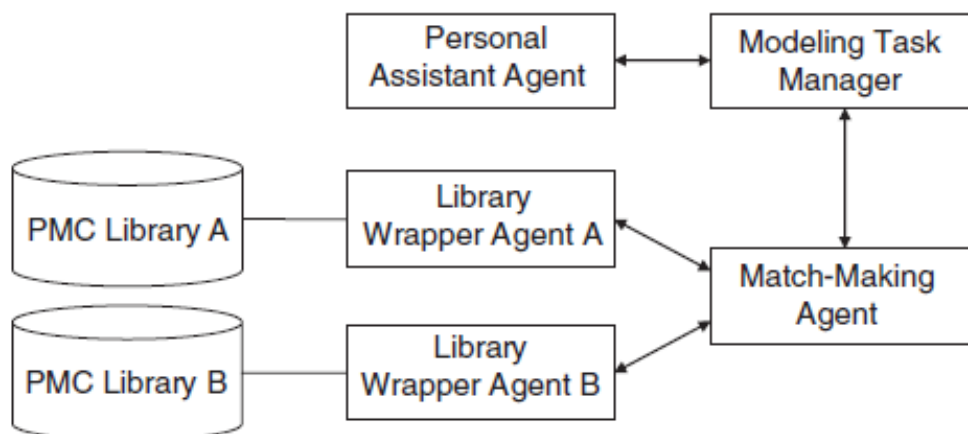 Personal
Assistant Agent
Modeling Task
Manager
PMC Library A
Library
Wrapper Agent A
Match-Making
Agent
PMC Library B
Library
Wrapper Agent B